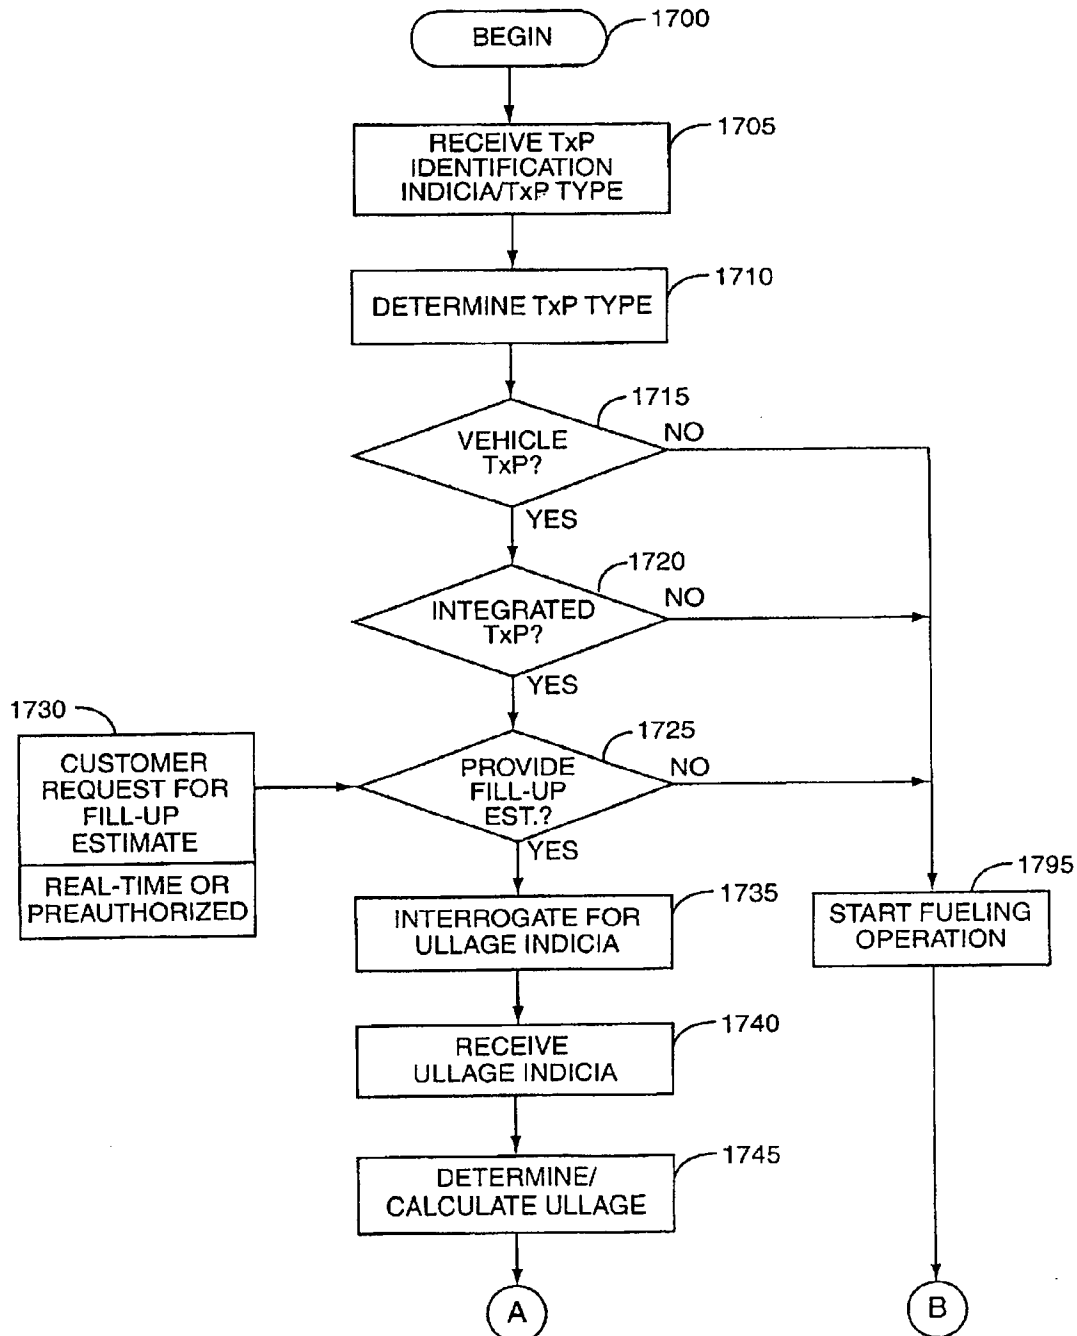 BEGIN
1700
RECEIVE TxP
IDENTIFICATION
INDICIA/TxP TYPE
1705
DETERMINE TxP TYPE
1710
VEHICLE
TxP?
1715
NO
YES
INTEGRATED
TxP?
1720
NO
YES
1730
CUSTOMER
REQUEST FOR
FILL-UP
ESTIMATE
REAL-TIME OR
PREAUTHORIZED
PROVIDE
FILL-UP
EST.?
1725
NO
YES
INTERROGATE FOR
ULLAGE INDICIA
1735
START FUELING
OPERATION
1795
RECEIVE
ULLAGE INDICIA
1740
DETERMINE/
CALCULATE ULLAGE
1745
A
B